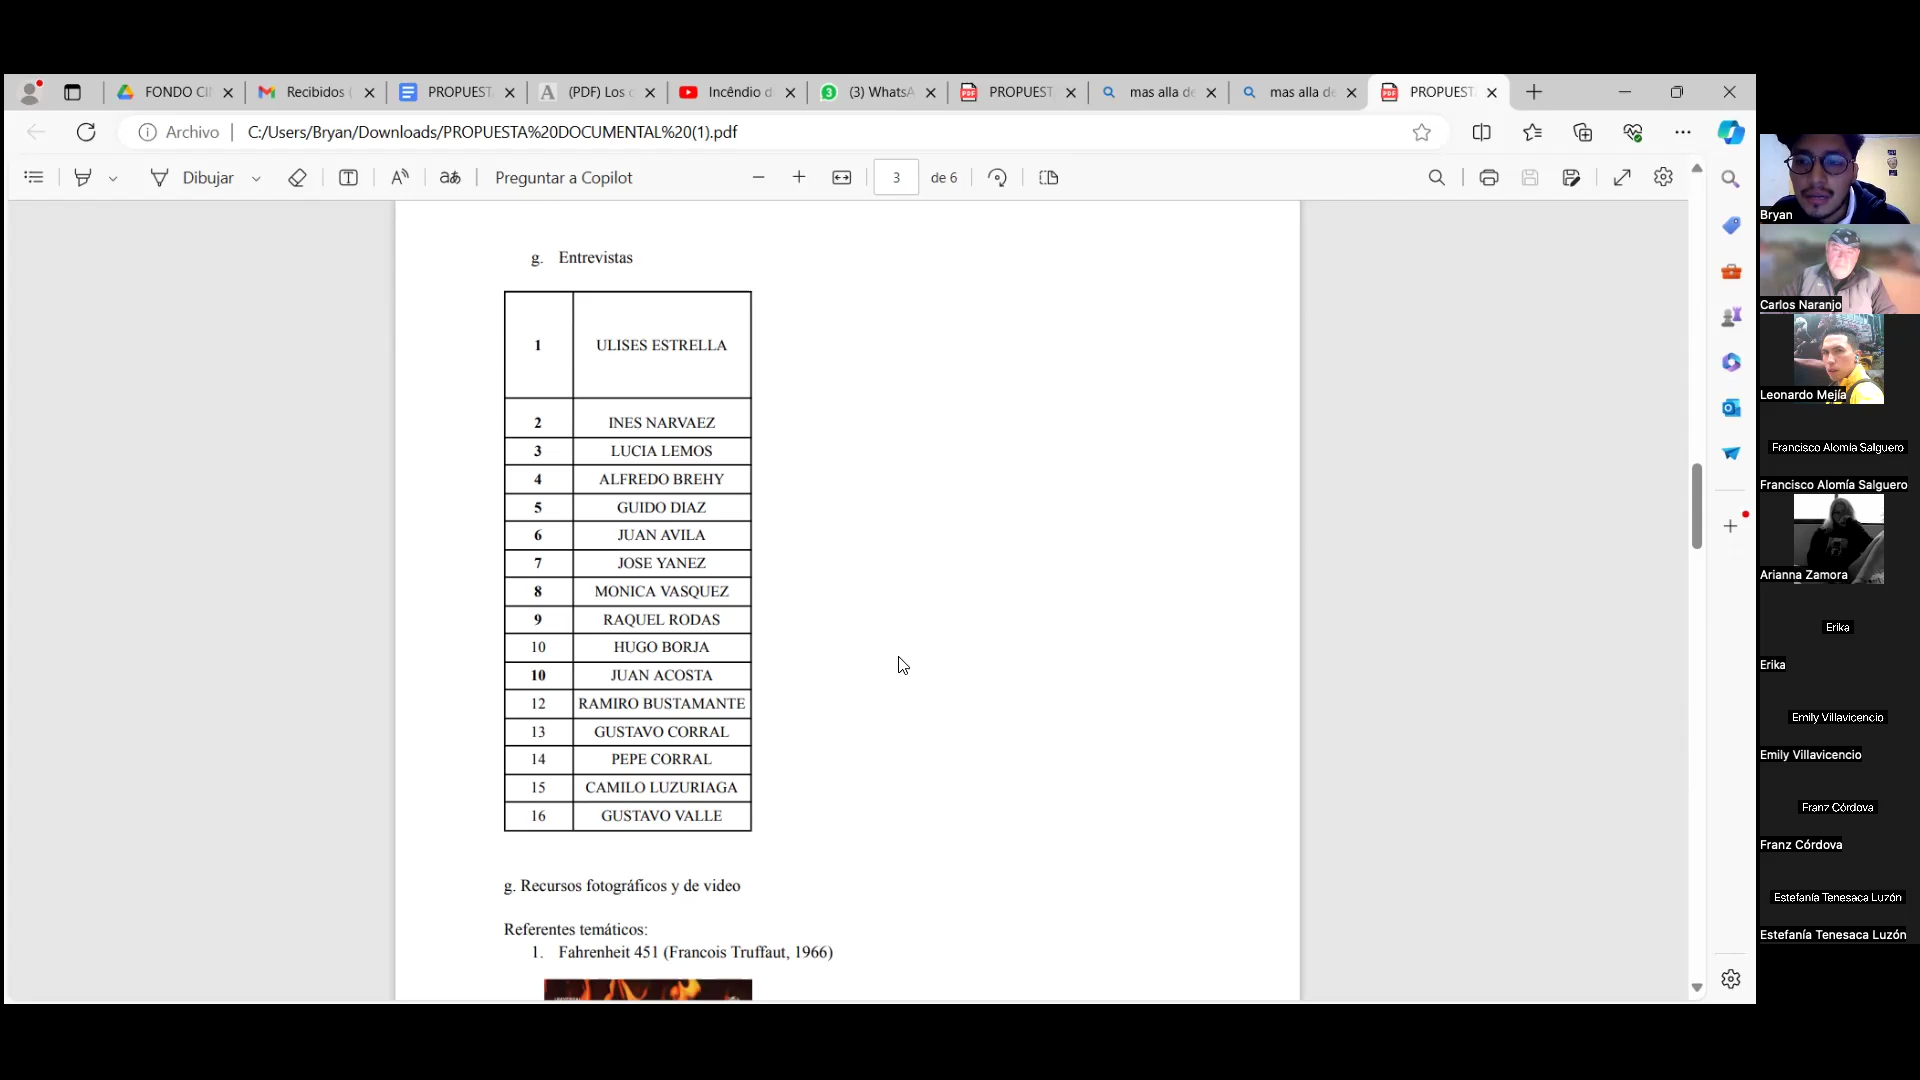 FONDO CI
Recibidos (
PROPUEST
(PDF) Los
Incêndio d
(3) WhatsA
PROPUEST
mas alla de
mas alla de
PROPUEST
Archivo
C:/Users/Bryan/Downloads/PROPUESTA%20DOCUMENTAL%20(1).pdf
Dibujar
aあ
Preguntar a Copilot
3
de 6
g. Entrevistas
1 ULISES ESTRELLA
2 INES NARVAEZ
3 LUCIA LEMOS
4 ALFREDO BREHY
5 GUIDO DIAZ
6 JUAN AVILA
7 JOSE YANEZ
8 MONICA VASQUEZ
9 RAQUEL RODAS
10 HUGO BORJA
10 JUAN ACOSTA
12 RAMIRO BUSTAMANTE
13 GUSTAVO CORRAL
14 PEPE CORRAL
15 CAMILO LUZURIAGA
16 GUSTAVO VALLE
g. Recursos fotográficos y de video
Referentes temáticos:
1. Fahrenheit 451 (Francois Truffaut, 1966)
Bryan
Carlos Naranjo
Leonardo Mejía
Francisco Alomía Salguero
Francisco Alomía Salguero
Arianna Zamora
Erika
Erika
Emily Villavicencio
Emily Villavicencio
Franz Córdova
Franz Córdova
Estefanía Tenesaca Luzón
Estefanía Tenesaca Luzón